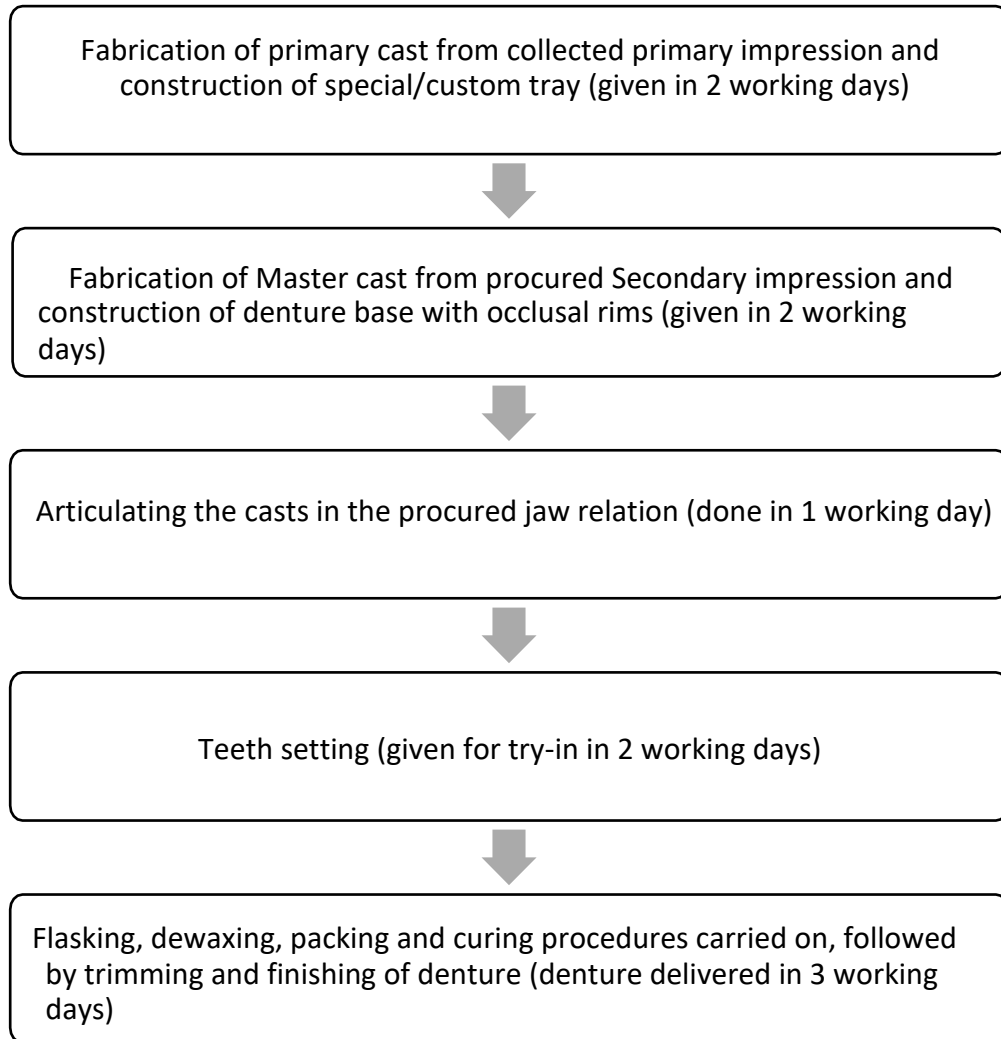 Fabrication of primary cast from collected primary impression and
construction of special/custom tray (given in 2 working days)
Fabrication of Master cast from procured Secondary impression and
construction of denture base with occlusal rims (given in 2 working
days)
Articulating the casts in the procured jaw relation (done in 1 working day)
Teeth setting (given for try-in in 2 working days)
Flasking, dewaxing, packing and curing procedures carried on, followed
by trimming and finishing of denture (denture delivered in 3 working
days)